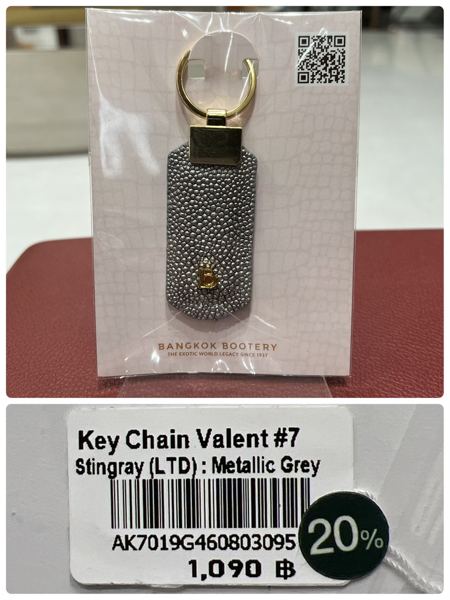 B
BANGKOK BOOTERY
THE EXOTIC WORLD LEGACY SINCE 1937
Key Chain Valent #7
Stingray (LTD) : Metallic Grey
AK7019G460803095
1,090 ฿
20%